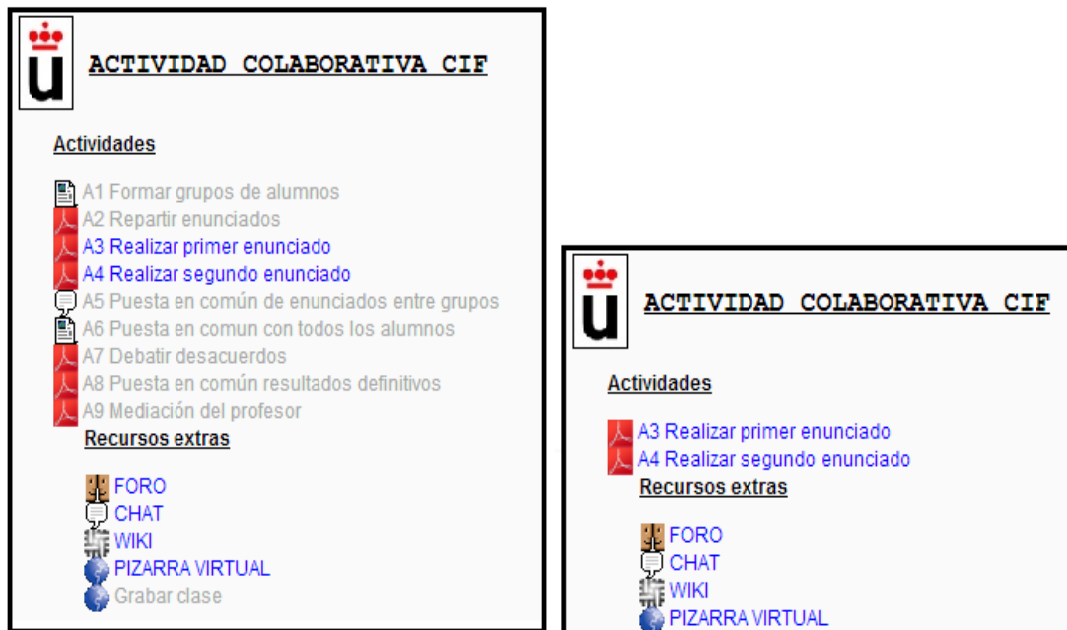 u
ACTIVIDAD COLABORATIVA CIF
Actividades
A1 Formar grupos de alumnos
A2 Repartir enunciados
A3 Realizar primer enunciado
A4 Realizar segundo enunciado
A5 Puesta en común de enunciados entre grupos
A6 Puesta en comun con todos los alumnos
A7 Debatir desacuerdos
A8 Puesta en común resultados definitivos
A9 Mediación del profesor
Recursos extras
FORO
CHAT
WIKI
PIZARRA VIRTUAL
Grabar clase
u
ACTIVIDAD COLABORATIVA CIF
Actividades
A3 Realizar primer enunciado
A4 Realizar segundo enunciado
Recursos extras
FORO
CHAT
WIKI
PIZARRA VIRTUAL